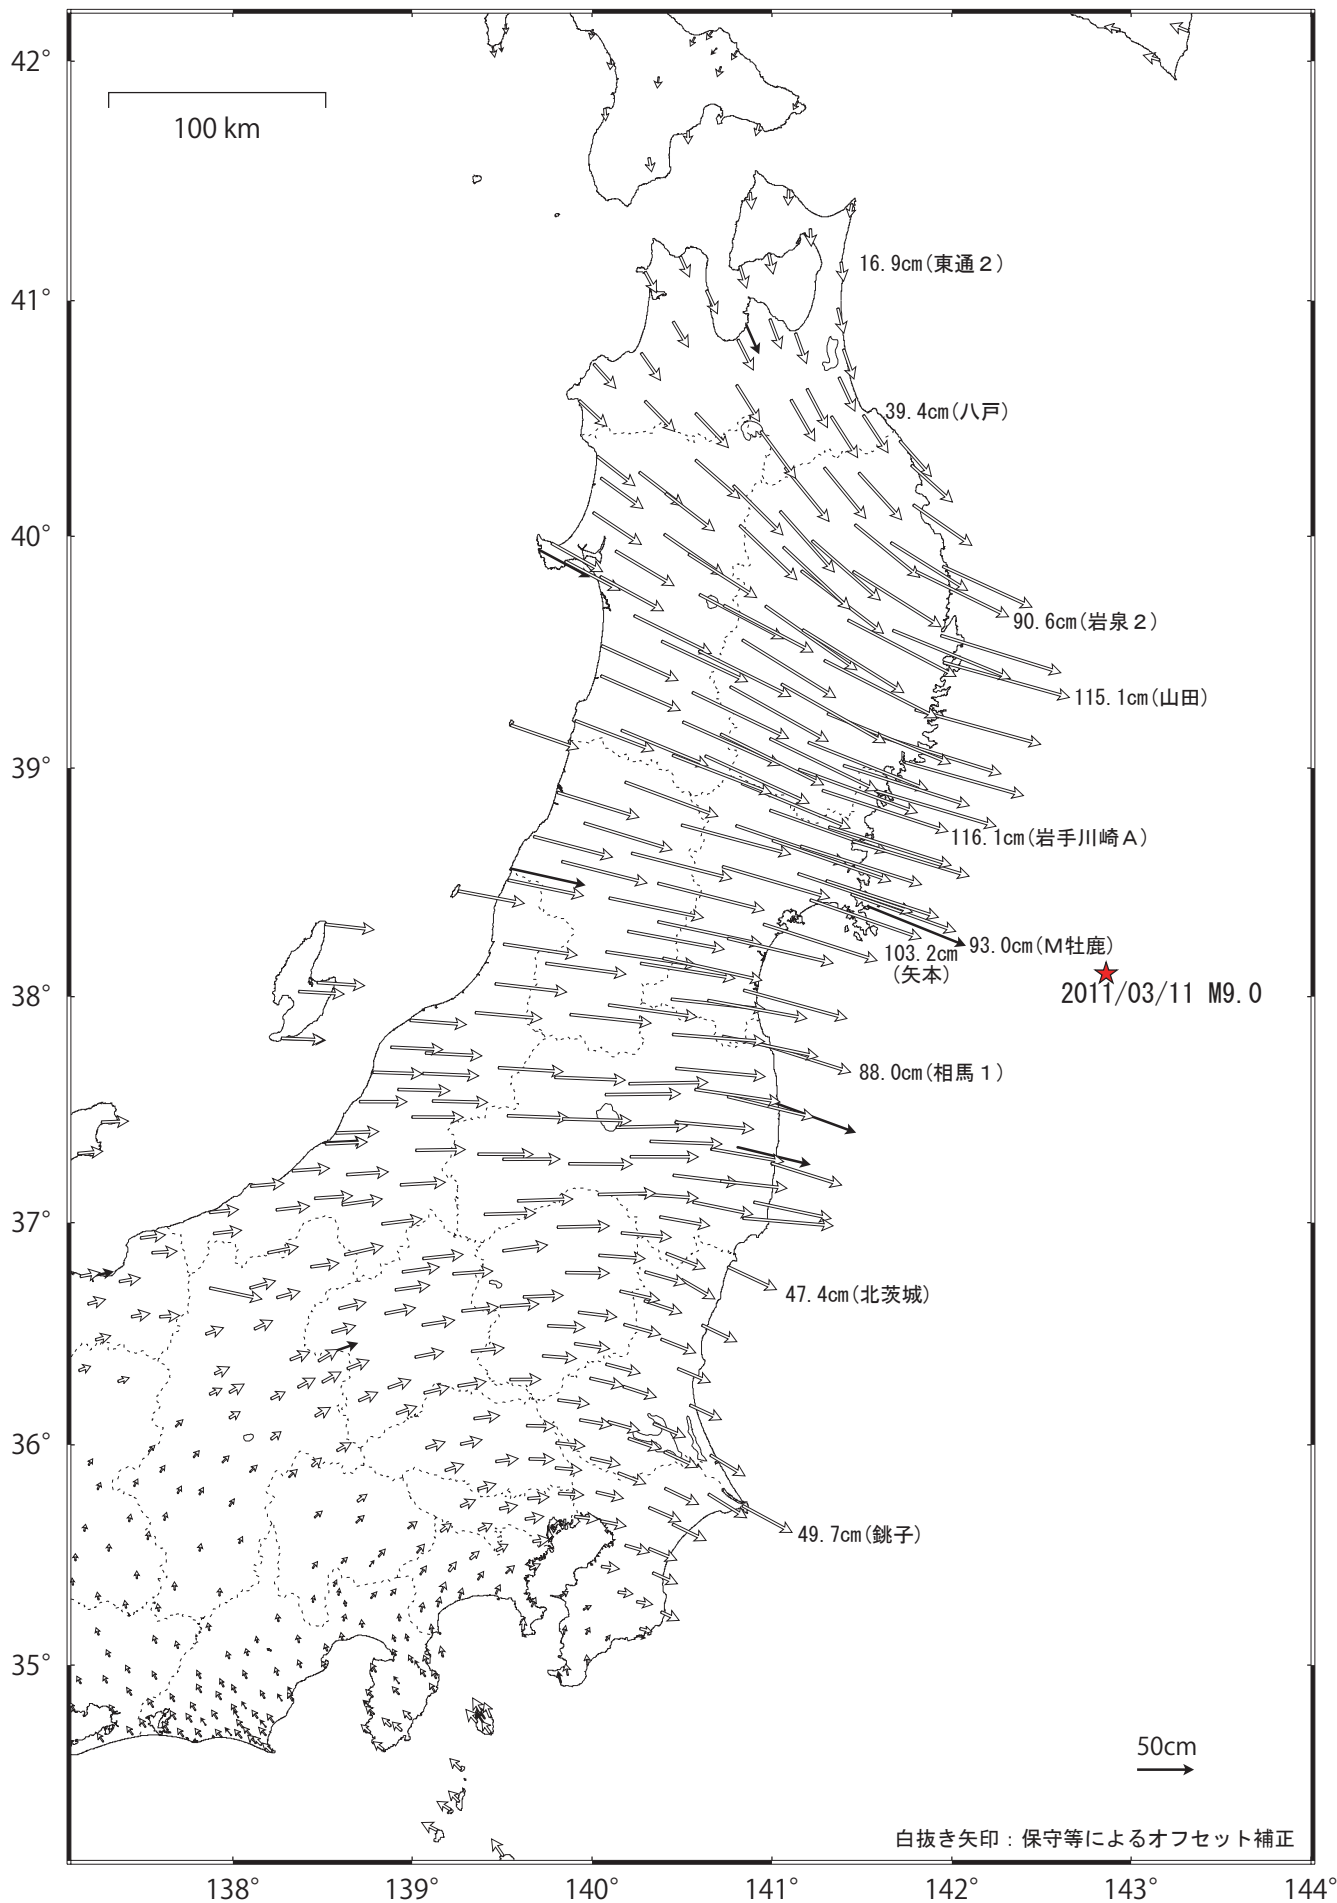 42°
100 km
16.9cm(東通２)
41°
39.4cm(八戸)
40°
90.6cm(岩泉２)
115.1cm(山田)
39°
116.1cm(岩手川崎Ａ)
93.0cm(Ｍ牡鹿)
103.2cm
(矢本)
38°
2011/03/11 M9.0
88.0cm(相馬１)
37°
47.4cm(北茨城)
36°
49.7cm(銚子)
35°
50cm
白抜き矢印：保守等によるオフセット補正
138°
139°
140°
141°
142°
143°
144°